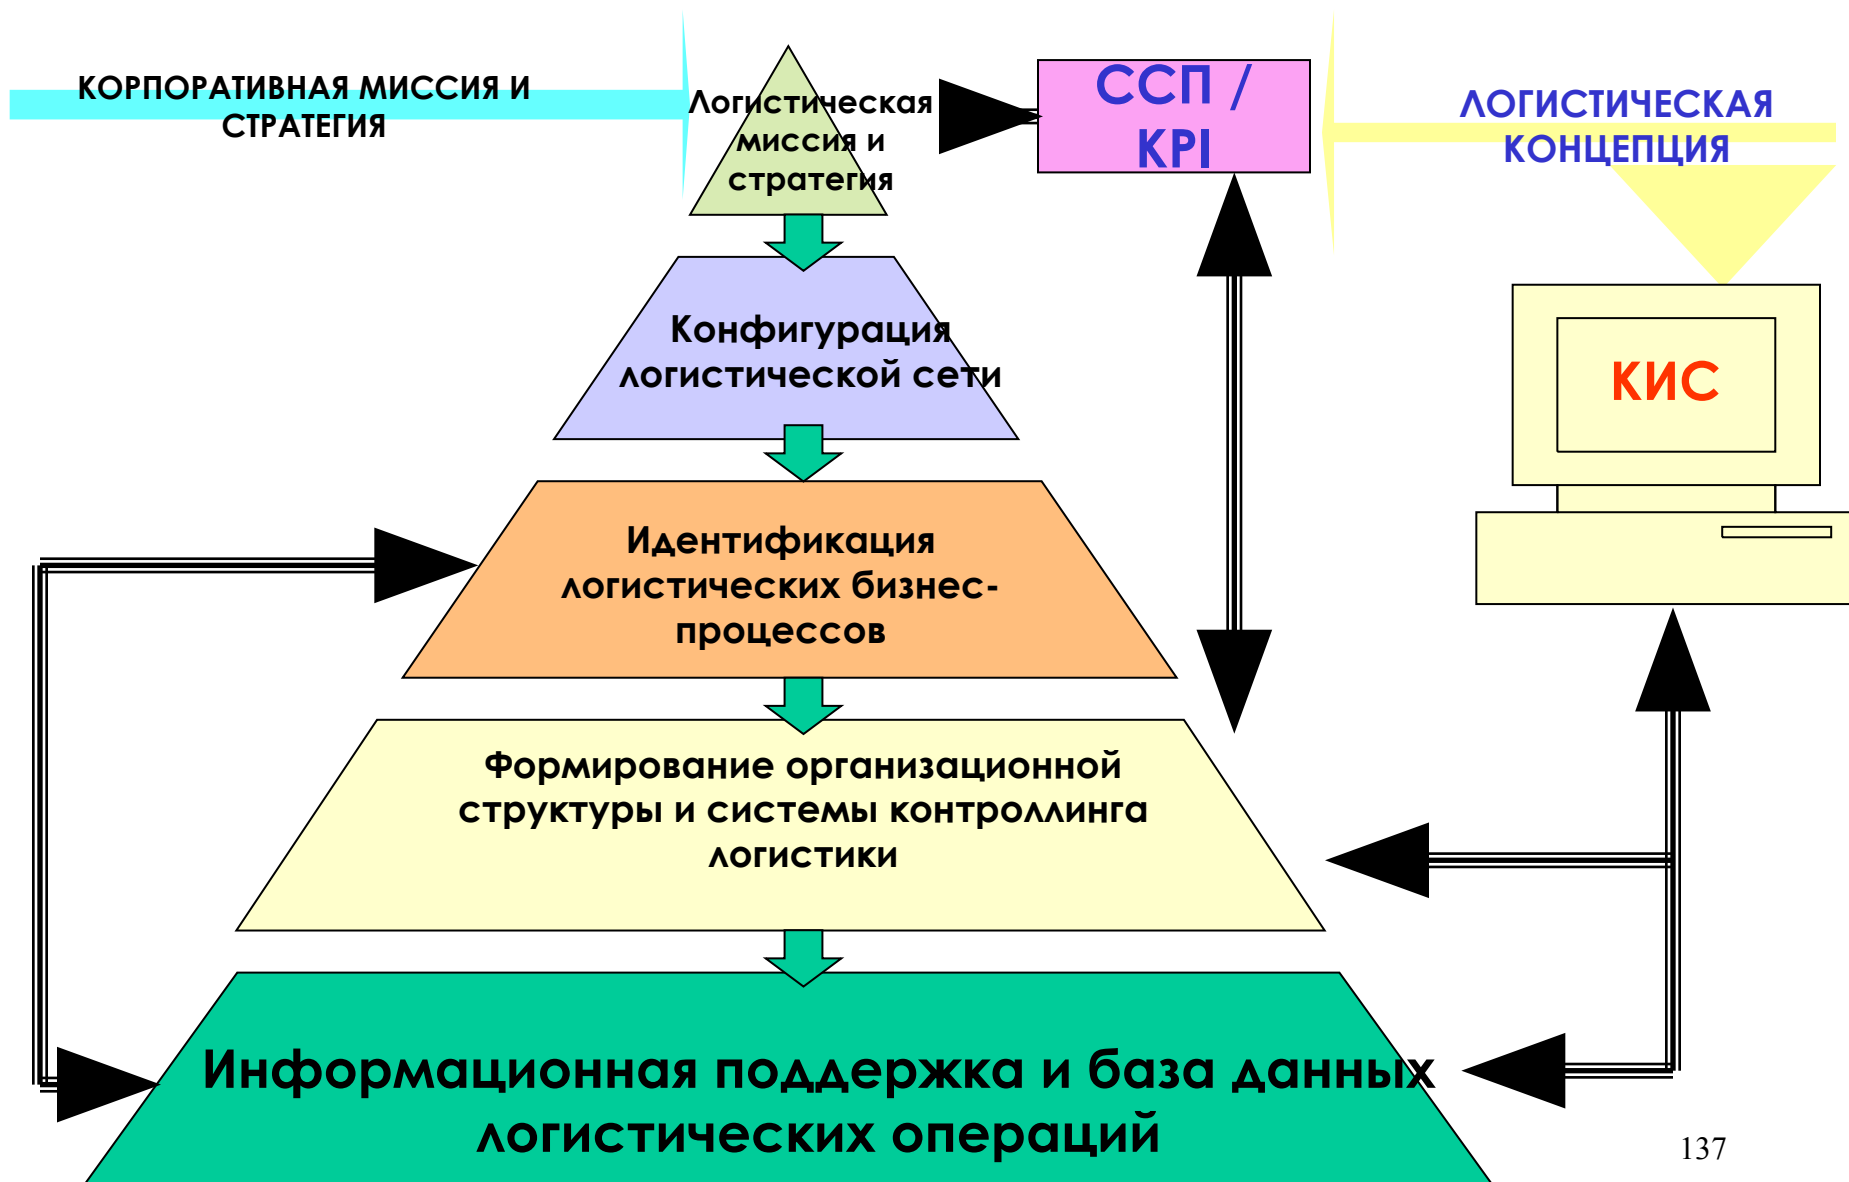 КОРПОРАТИВНАЯ МИССИЯ И
СТРАТЕГИЯ
Логистическая
миссия и
стратегия
ССП /
KPI
ЛОГИСТИЧЕСКАЯ
КОНЦЕПЦИЯ
Конфигурация
логистической сети
КИС
Идентификация
логистических бизнес-
процессов
Формирование организационной
структуры и системы контроллинга
логистики
Информационная поддержка и база данных
логистических операций
137